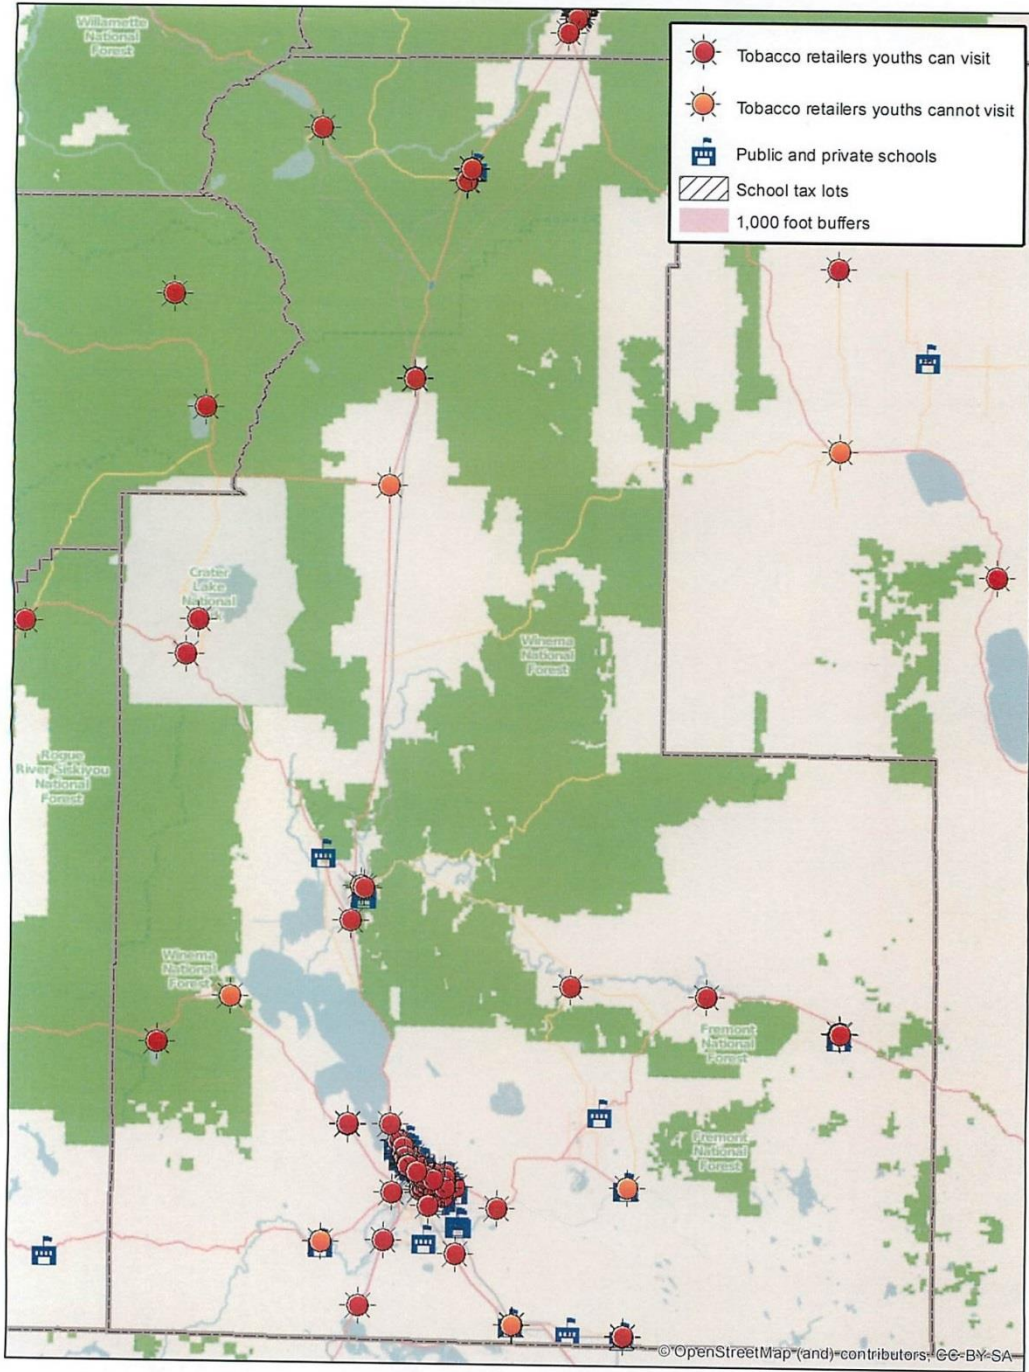 Willamette
National
Forest
Tobacco retailers youths can visit
Tobacco retailers youths cannot visit
Public and private schools
School tax lots
1,000 foot buffers
Crater
Lake
National
Winema
National
Forest
Rogue
River-Siskiyou
National
Forest
Winema
National
Forest
Fremont
National
Forest
Fremont
National
Forest
© OpenStreetMap (and) contributors, CC-BY-SA